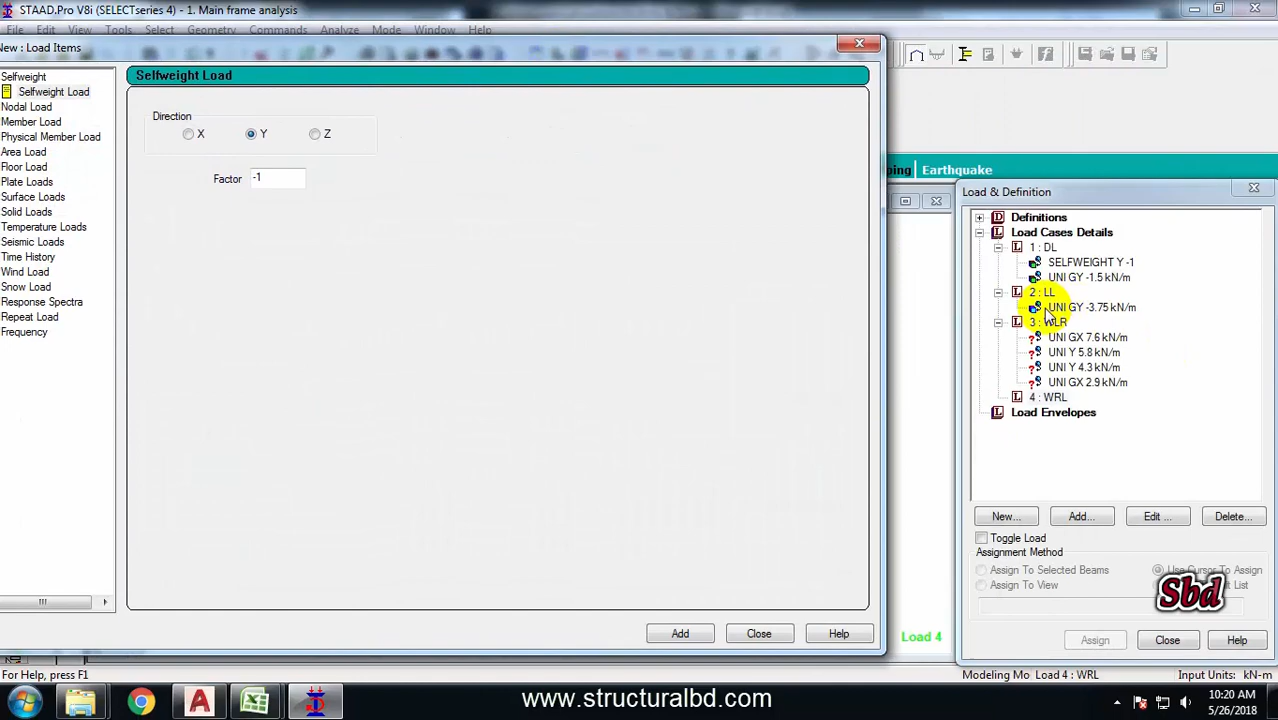 STAAD.Pro V8i (SELECTseries 4) - 1. Main frame analysis
File Edit View Tools Select Geometry Commands Analyze Mode Window Help
New : Load Items
Selfweight
Selfweight Load
Nodal Load
Member Load
Physical Member Load
Area Load
Floor Load
Plate Loads
Surface Loads
Solid Loads
Temperature Loads
Seismic Loads
Time History
Wind Load
Snow Load
Response Spectra
Repeat Load
Frequency
Selfweight Load
Direction
X Y Z
Factor -1
Add Close Help
Earthquake
Load & Definition
Definitions
Load Cases Details
1 : DL
SELFWEIGHT Y -1
UNI GY -1.5 kN/m
2 : LL
UNI GY -3.75 kN/m
3 : WLR
UNI GX 7.6 kN/m
UNI Y 5.8 kN/m
UNI Y 4.3 kN/m
UNI GX 2.9 kN/m
4 : WRL
Load Envelopes
New... Add... Edit ... Delete...
Toggle Load
Assignment Method
Assign To Selected Beams Use Cursor To Assign
Assign To View List
Sbd
Assign Close Help
Load 4
For Help, press F1
Modeling Mo Load 4 : WRL Input Units: kN-m
www.structuralbd.com
10:20 AM
5/26/2018